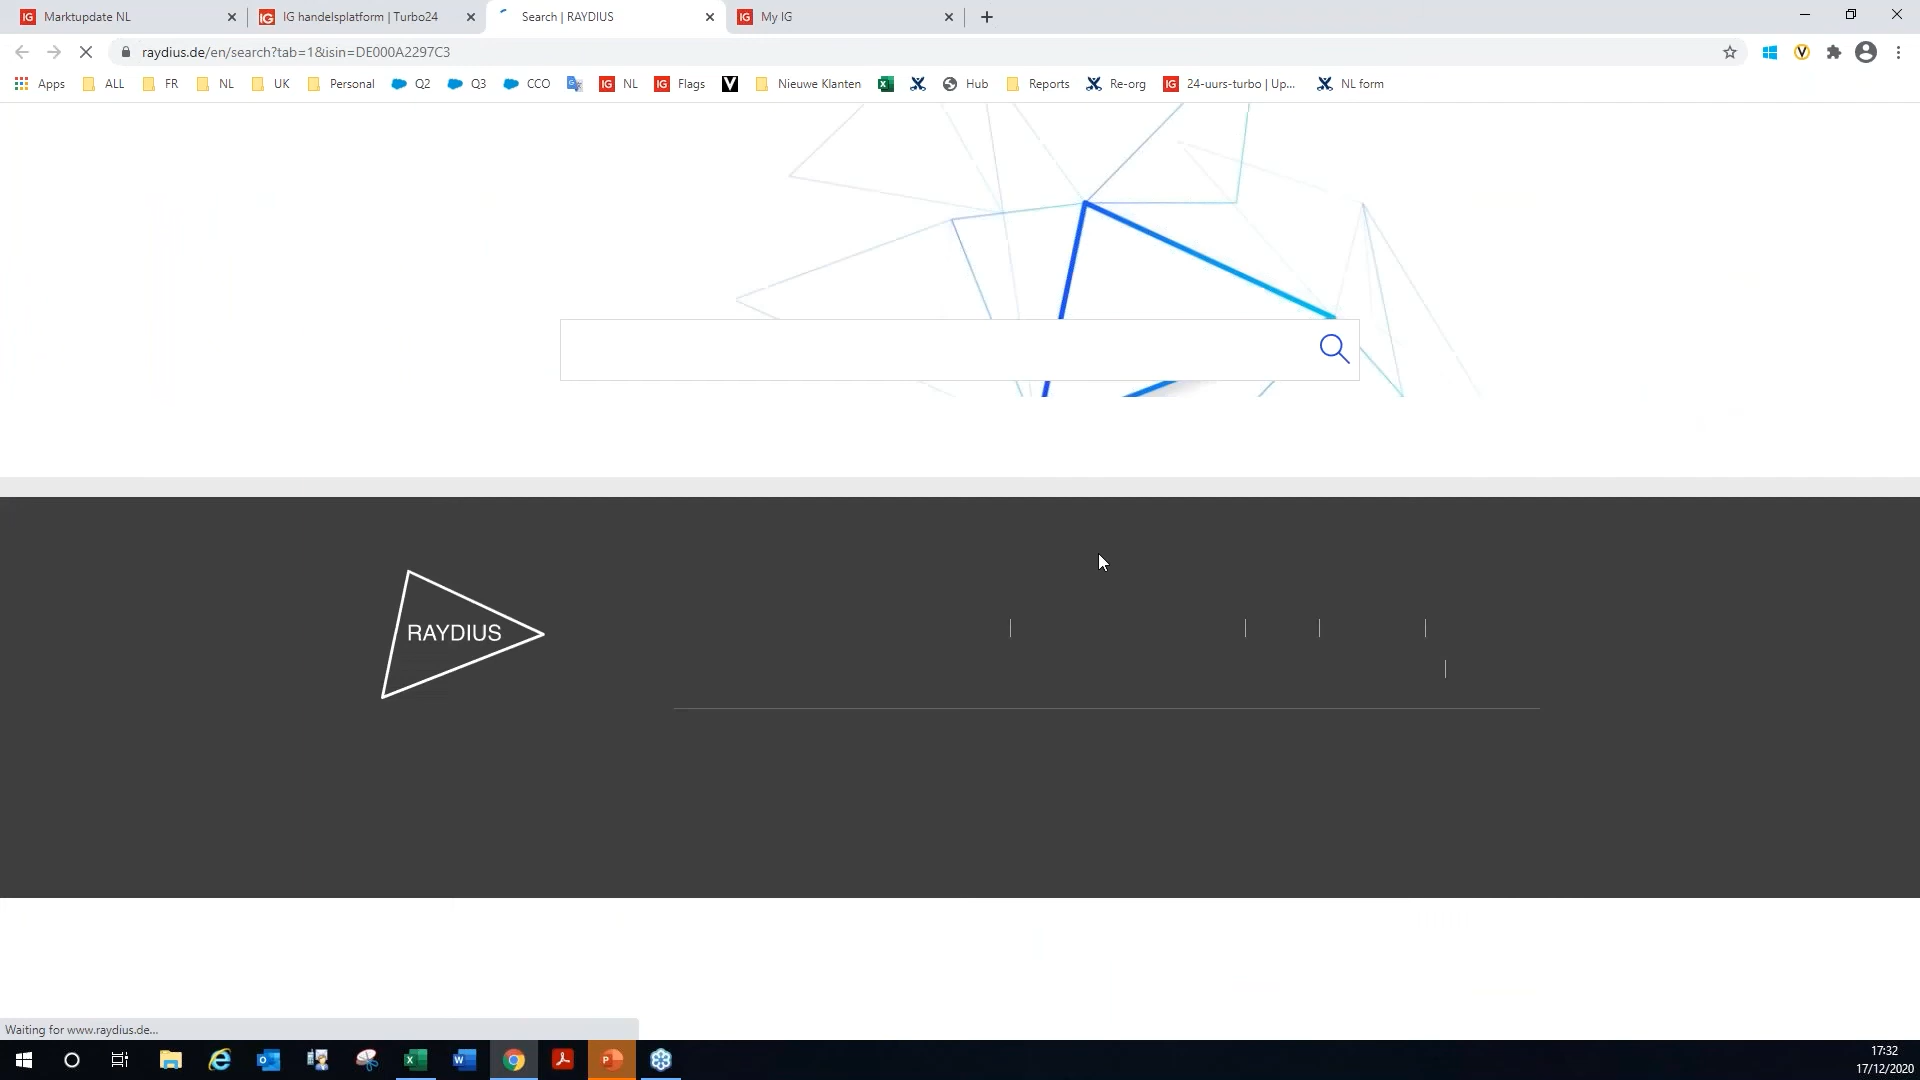 Marktupdate NL
IG handelsplatform | Turbo24
Search | RAYDIUS
My IG
raydius.de/en/search?tab=1&isin=DE000A2297C3
Apps ALL FR NL UK Personal Q2 Q3 CCO NL Flags Nieuwe Klanten Hub Reports Re-org 24-uurs-turbo | Up... NL form
RAYDIUS
Waiting for www.raydius.de...
17:32
17/12/2020